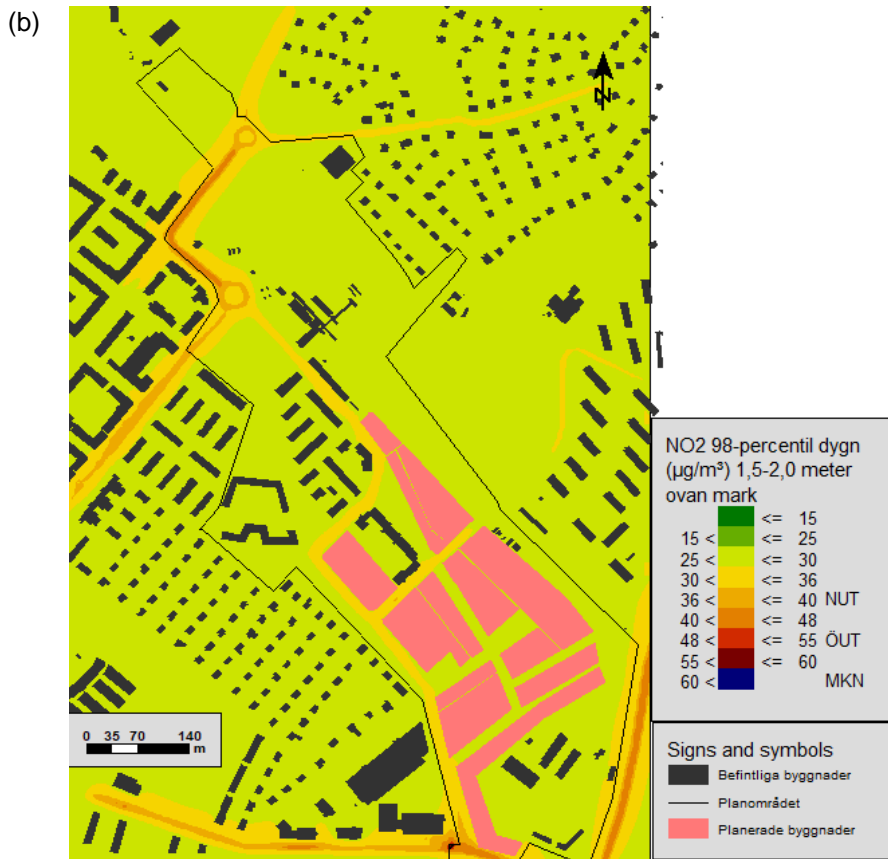 (b)
N
NO2 98-percentil dygn
(µg/m³) 1,5-2,0 meter
ovan mark
<= 15
15 < <= 25
25 < <= 30
30 < <= 36
36 < <= 40 NUT
40 < <= 48
48 < <= 55 ÖUT
55 < <= 60
60 < MKN
0 35 70 140
m
Signs and symbols
Befintliga byggnader
Planområdet
Planerade byggnader